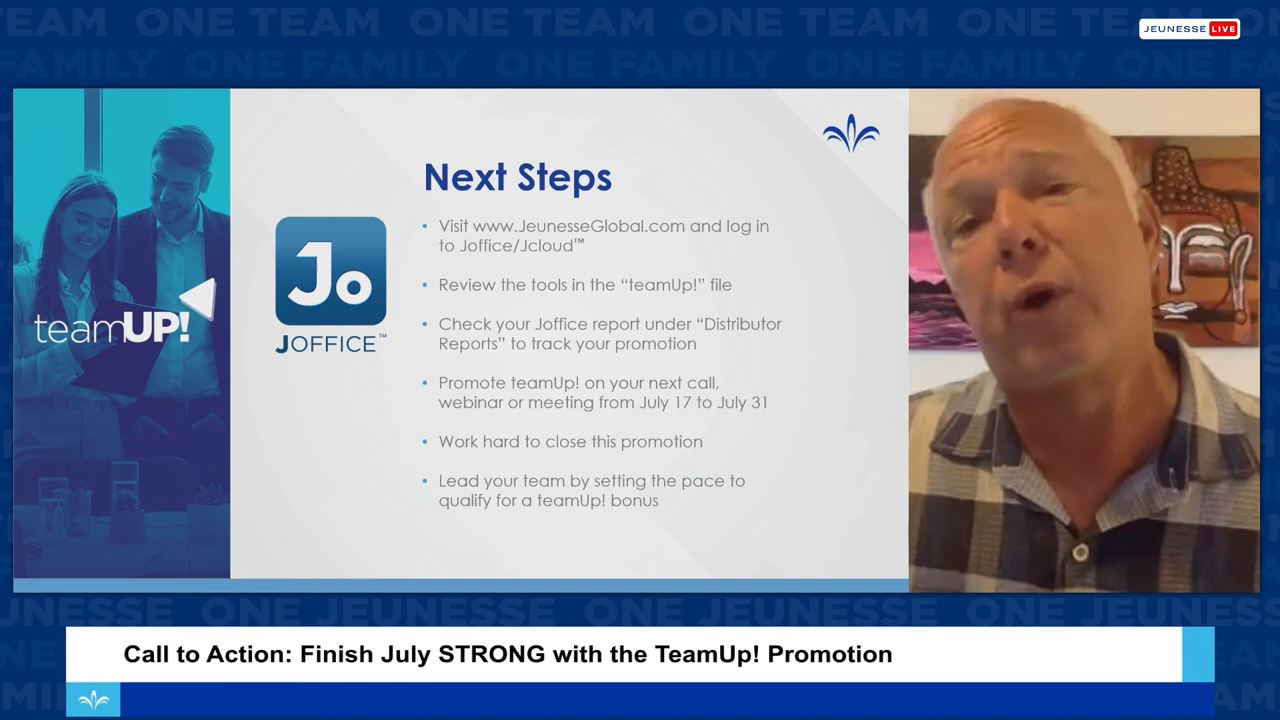 TEAM ONE TEAM ONE TEAM ONE TEAM ON
JEUNESSE LIVE
FAMILY ONE FAMILY ONE FAMILY ONE FA
Next Steps
• Visit www.JeunesseGlobal.com and log in
to Joffice/Jcloud™
• Review the tools in the “teamUp!” file
• Check your Joffice report under “Distributor
Reports” to track your promotion
• Promote teamUp! on your next call,
webinar or meeting from July 17 to July 31
• Work hard to close this promotion
• Lead your team by setting the pace to
qualify for a teamUp! bonus
Jo
JOFFICE™
teamUP!
UNESSE ONE JEUNESSE ONE JEUNESSE ONE JEUNESS
Call to Action: Finish July STRONG with the TeamUp! Promotion